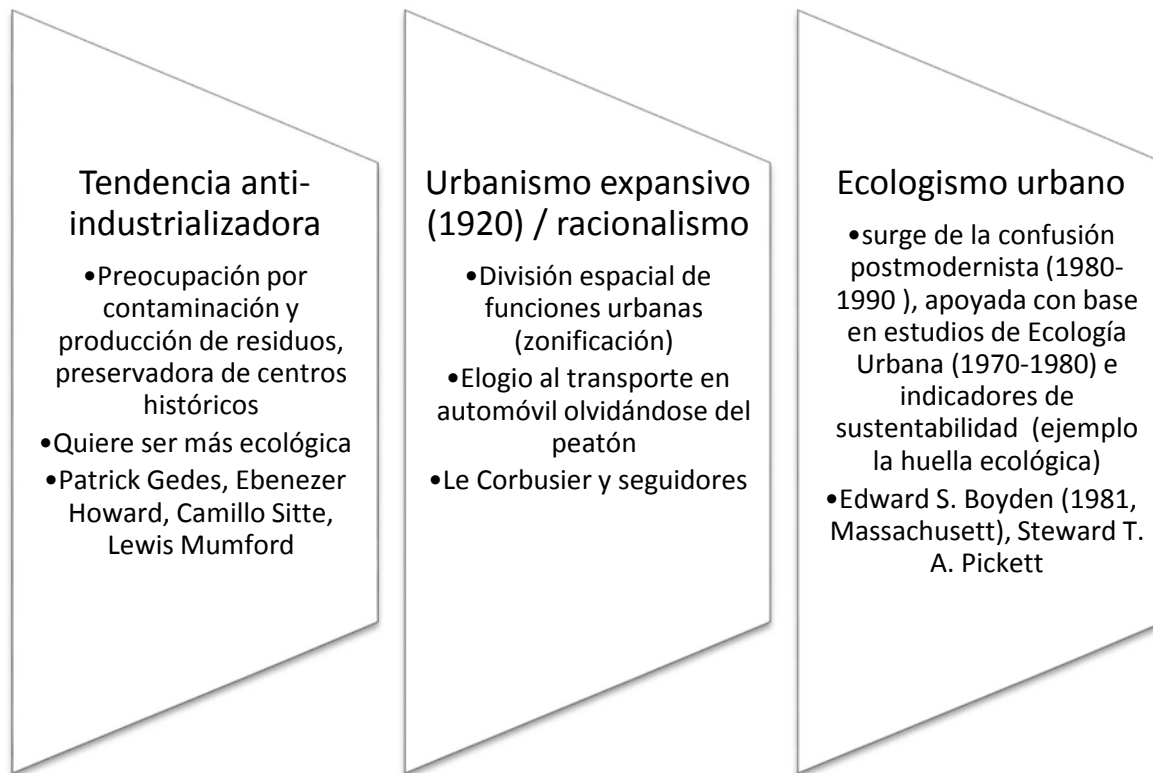 Tendencia anti-
industrializadora
•Preocupación por
contaminación y
producción de residuos,
preservadora de centros
históricos
•Quiere ser más ecológica
•Patrick Gedes, Ebenezer
Howard, Camillo Sitte,
Lewis Mumford
Urbanismo expansivo
(1920) / racionalismo
•División espacial de
funciones urbanas
(zonificación)
•Elogio al transporte en
automóvil olvidándose del
peatón
•Le Corbusier y seguidores
Ecologismo urbano
•surge de la confusión
postmodernista (1980-
1990 ), apoyada con base
en estudios de Ecología
Urbana (1970-1980) e
indicadores de
sustentabilidad (ejemplo
la huella ecológica)
•Edward S. Boyden (1981,
Massachusett), Steward T.
A. Pickett